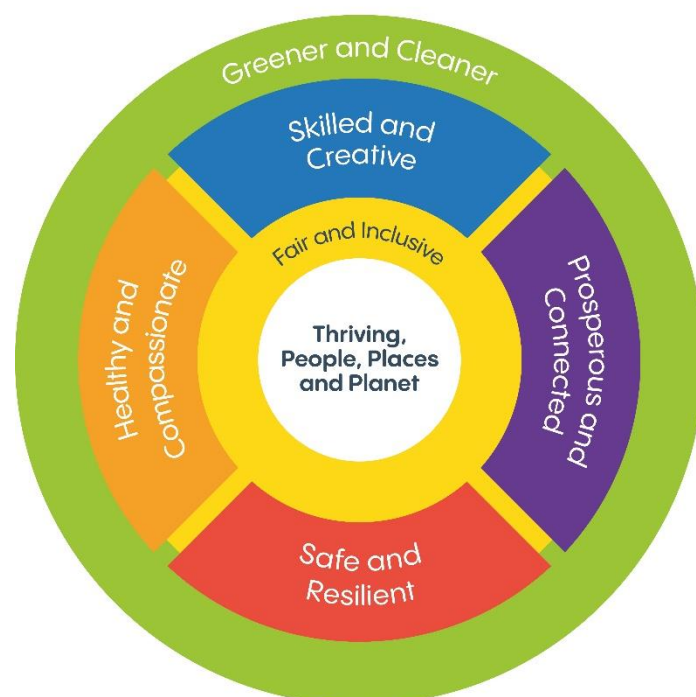 Greener and Cleaner
Skilled and
Creative
Fair and Inclusive
Healthy and
Compassionate
Thriving,
People, Places
and Planet
Prosperous and
Connected
Safe and
Resilient